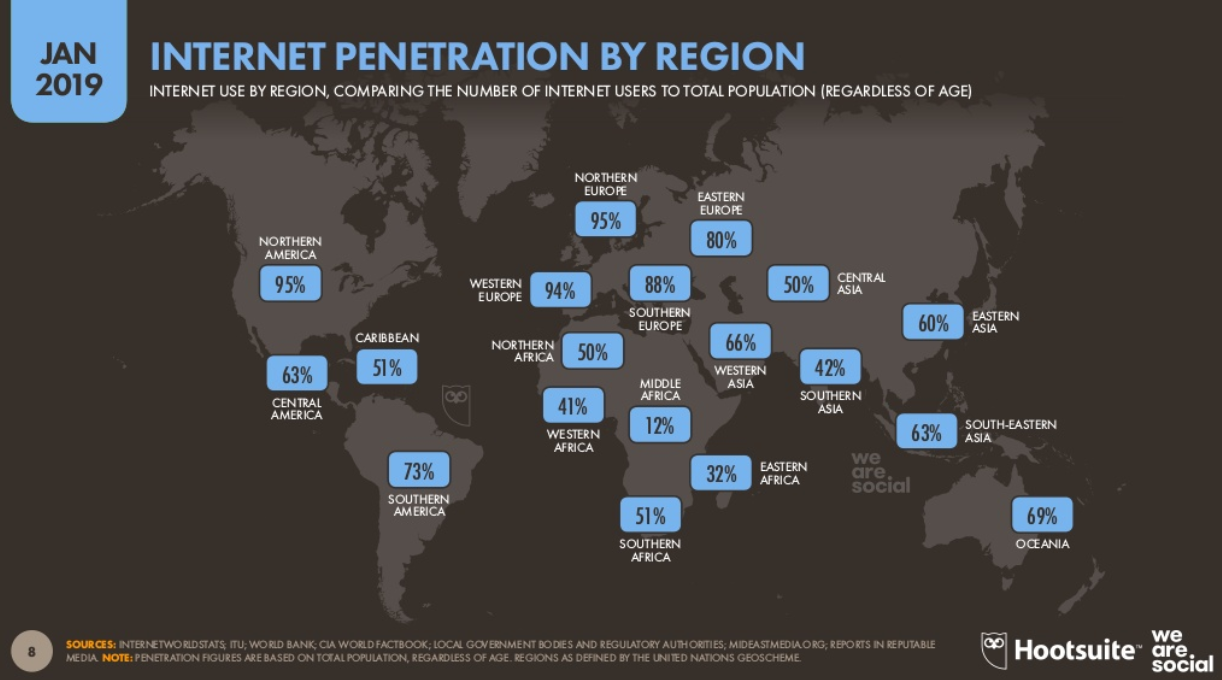 JAN
2019
INTERNET PENETRATION BY REGION
INTERNET USE BY REGION, COMPARING THE NUMBER OF INTERNET USERS TO TOTAL POPULATION (REGARDLESS OF AGE)
NORTHERN
EUROPE
95%
EASTERN
EUROPE
80%
NORTHERN
AMERICA
95%
WESTERN
EUROPE
94%
88%
SOUTHERN
EUROPE
50%
CENTRAL
ASIA
60%
EASTERN
ASIA
CARIBBEAN
51%
63%
CENTRAL
AMERICA
NORTHERN
AFRICA
50%
66%
WESTERN
ASIA
42%
SOUTHERN
ASIA
41%
WESTERN
AFRICA
MIDDLE
AFRICA
12%
63%
SOUTH-EASTERN
ASIA
73%
SOUTHERN
AMERICA
32%
EASTERN
AFRICA
we
are
social
51%
SOUTHERN
AFRICA
69%
OCEANIA
8
SOURCES: INTERNETWORLDSTATS; ITU; WORLD BANK; CIA WORLD FACTBOOK; LOCAL GOVERNMENT BODIES AND REGULATORY AUTHORITIES; MIDEASTMEDIA.ORG; REPORTS IN REPUTABLE
MEDIA. NOTE: PENETRATION FIGURES ARE BASED ON TOTAL POPULATION, REGARDLESS OF AGE. REGIONS AS DEFINED BY THE UNITED NATIONS GEOSCHEME.
Hootsuite™
we
are
social